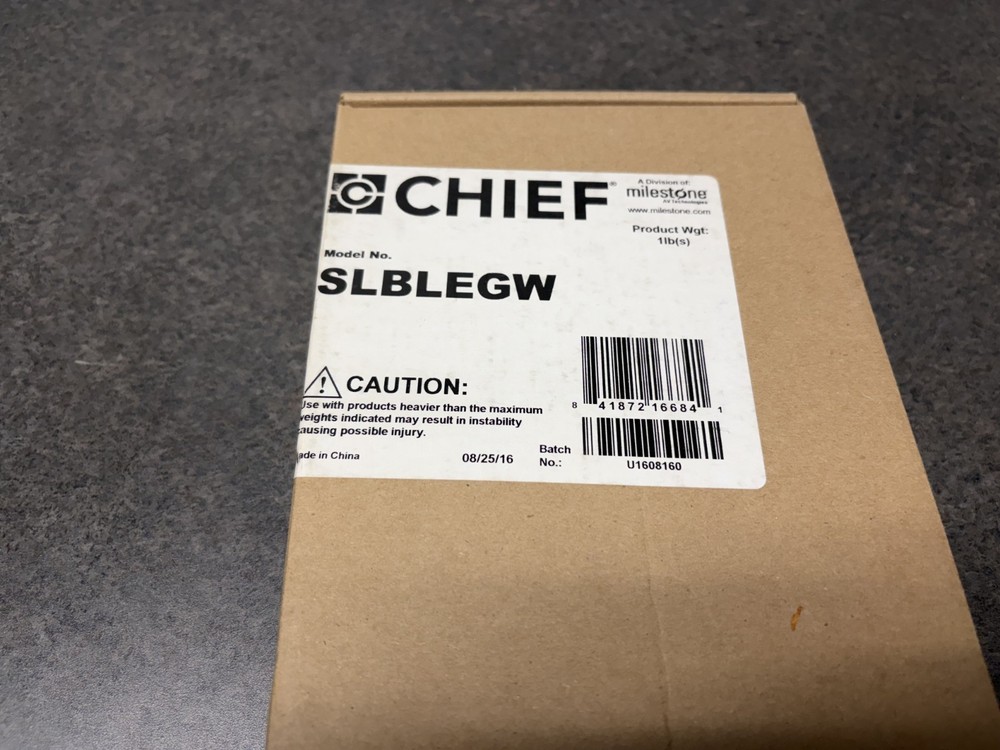 CHIEF®
A Division of:
milestone
AV Technologies
www.milestone.com
Product Wgt:
1lb(s)
Model No.
SLBLEGW
CAUTION:
Use with products heavier than the maximum
weights indicated may result in instability
causing possible injury.
ade in China
08/25/16
Batch
No.:
8 41872 16684 1
U1608160